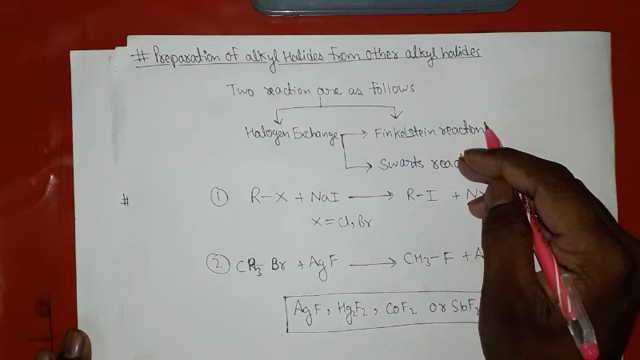 # Preparation of alkyl Halides from other alkyl halides
Two reaction are as follows
Halogen Exchange → Finkelstein reaction
→ Swarts
# ① R-X + NaI → R-I +
X = Cl, Br
② CH3 Br + AgF → CH3-F +
AgF, Hg2F2, CoF2 or SbF3